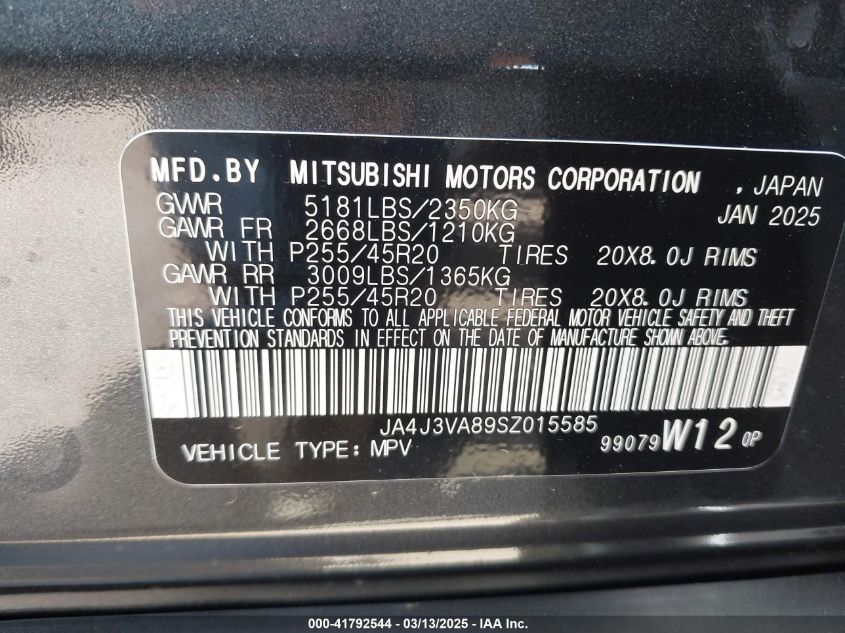 MFD.BY MITSUBISHI MOTORS CORPORATION , JAPAN
GVWR 5181LBS/2350KG JAN 2025
GAWR FR 2668LBS/1210KG
WITH P255/45R20 TIRES 20X8.0J RIMS
GAWR RR 3009LBS/1365KG
WITH P255/45R20 TIRES 20X8.0J RIMS
THIS VEHICLE CONFORMS TO ALL APPLICABLE FEDERAL MOTOR VEHICLE SAFETY AND THEFT
PREVENTION STANDARDS IN EFFECT ON THE DATE OF MANUFACTURE SHOWN ABOVE.
JA4J3VA89SZ015585
VEHICLE TYPE: MPV 99079 W12 OP
000-41792544 / 03/13/2025 - IAA Inc.